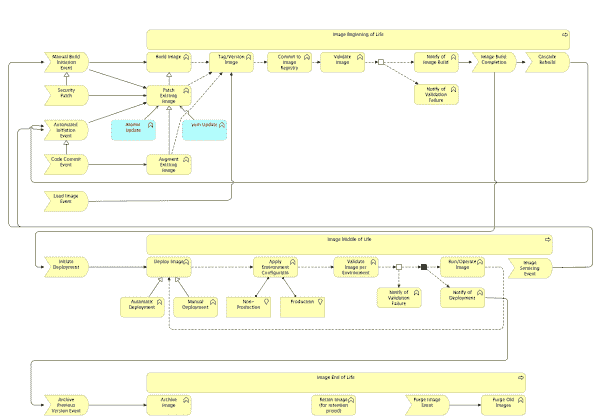 Image Beginning of Life
Manual Build
Initiation
Event
Build Image
Tag/Version
Image
Commit to
Image
Registry
Validate
Image
Notify of
Image Build
Image Build
Completion
Cascade
Rebuild
Security
Patch
Patch
Existing
Image
Notify of
Validation
Failure
Automated
Initiation
Event
Atomic
Update
yum Update
Code Commit
Event
Augment
Existing
Image
Load Image
Event
Image Middle of Life
Initiate
Deployment
Deploy Image
Apply
Environment
Configuration
Validate
Image per
Environment
Run/Operate
Image
Image
Sensing
Event
Automatic
Deployment
Manual
Deployment
Non-
Production
Production
Notify of
Validation
Failure
Notify of
Deployment
Image End of Life
Archive
Previous
Version Event
Archive
Image
Retain Image
(for retention
period)
Purge Image
Event
Purge Old
Images